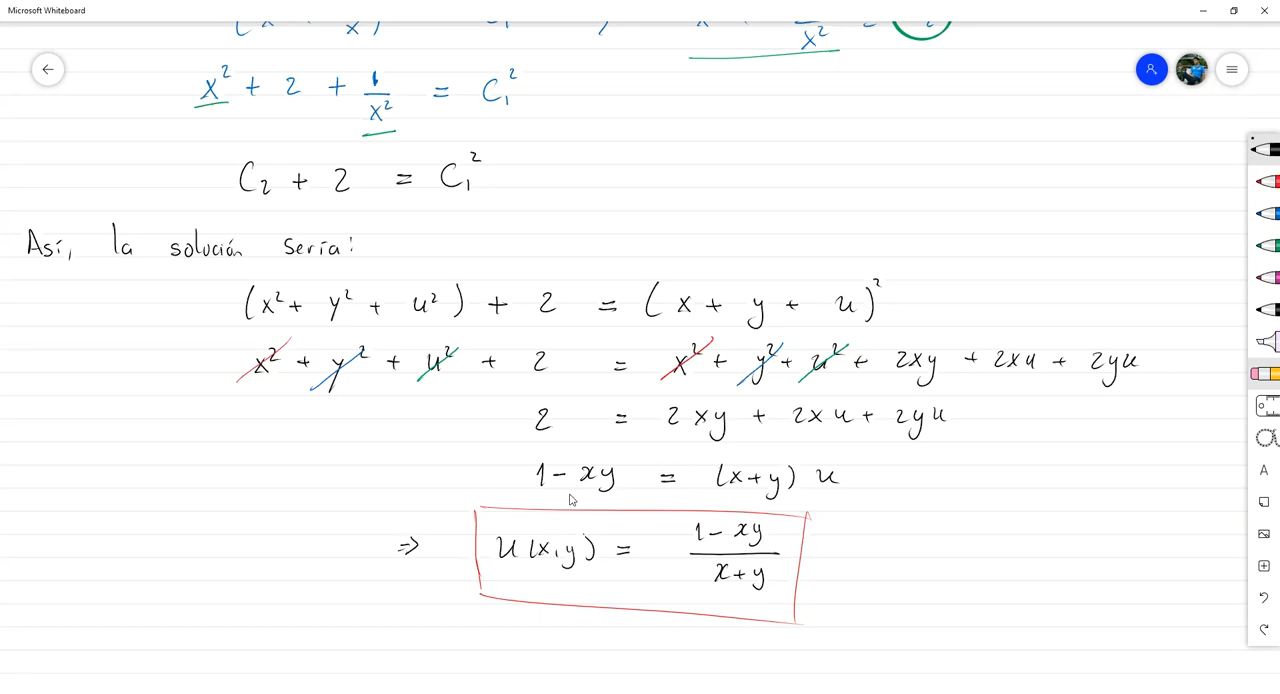 Microsoft Whiteboard
x² + 2 + 1/x² = C₁²
C₂ + 2 = C₁²
Así, la solución sería:
(x² + y² + u²) + 2 = (x + y + u)²
x² + y² + u² + 2 = x² + y² + u² + 2xy + 2xu + 2yu
2 = 2xy + 2xu + 2yu
1 - xy = (x+y) u
⇒ u(x,y) = (1 - xy)/(x+y)
A